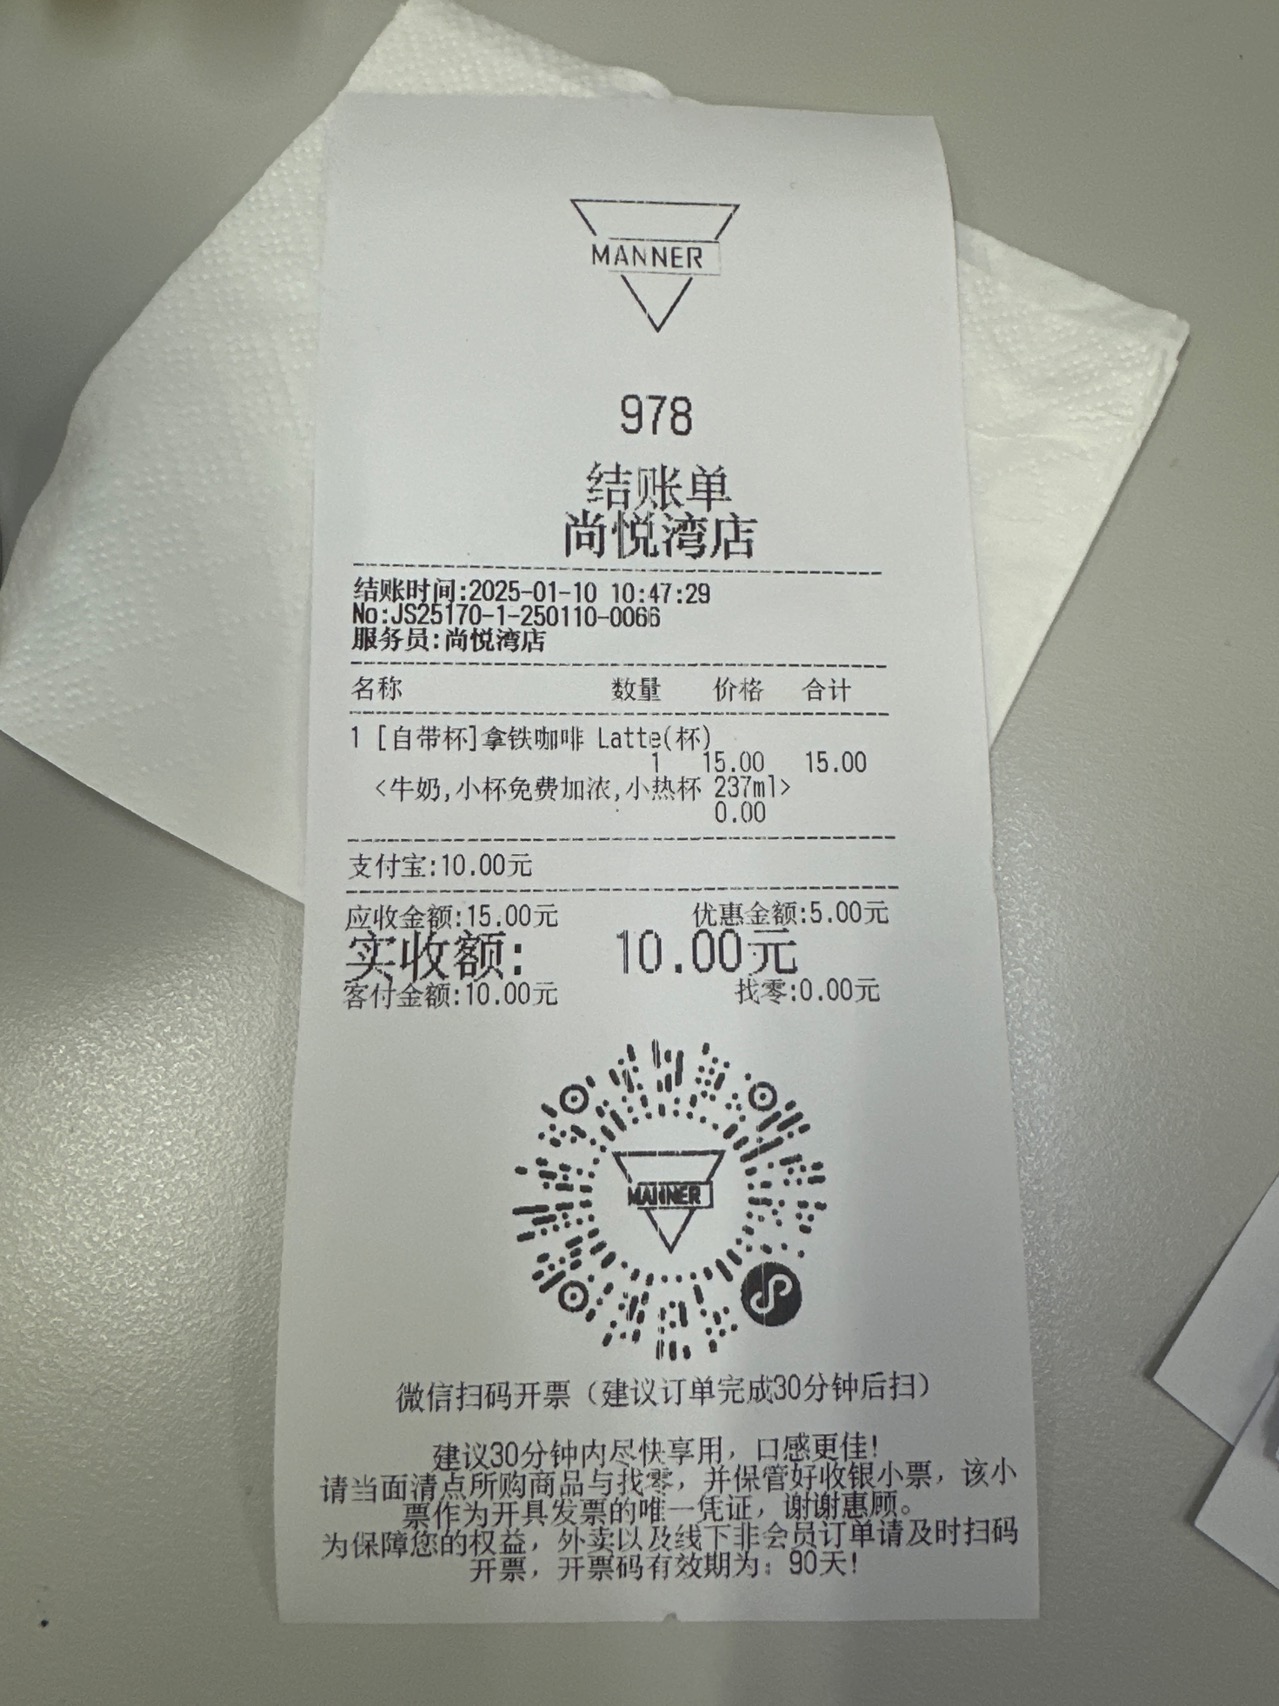 MANNER
978
结账单
尚悦湾店
结账时间:2025-01-10 10:47:29
No:JS25170-1-250110-0066
服务员:尚悦湾店
名称 数量 价格 合计
1 [自带杯]拿铁咖啡 Latte(杯)
1 15.00 15.00
<牛奶,小杯免费加浓,小热杯 237ml>
0.00
支付宝:10.00元
应收金额:15.00元 优惠金额:5.00元
实收额: 10.00元
客付金额:10.00元 找零:0.00元
MANNER
微信扫码开票（建议订单完成30分钟后扫）
建议30分钟内尽快享用，口感更佳!
请当面清点所购商品与找零，并保管好收银小票，该小
票作为开具发票的唯一凭证，谢谢惠顾。
为保障您的权益，外卖以及线下非会员订单请及时扫码
开票，开票码有效期为：90天!